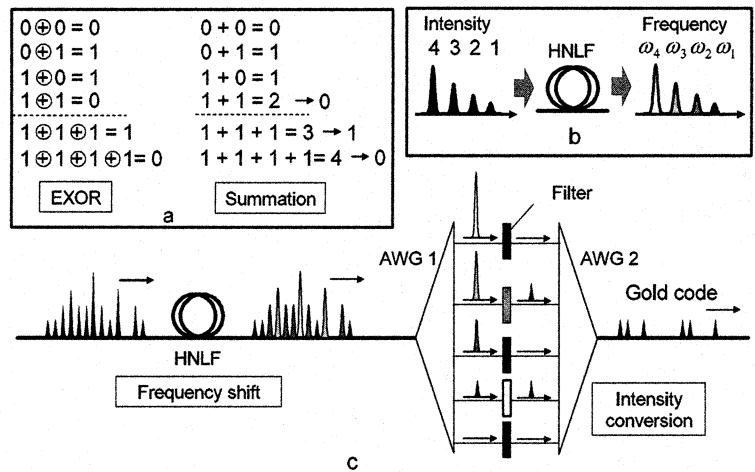 0⊕0=0
0⊕1=1
1⊕0=1
1⊕1=0
1⊕1⊕1=1
1⊕1⊕1⊕1=0
EXOR
0 + 0 = 0
0 + 1 = 1
1 + 0 = 1
1 + 1 = 2 → 0
1 + 1 + 1 = 3 → 1
1 + 1 + 1 + 1= 4 → 0
Summation
a
Intensity
4 3 2 1
HNLF
Frequency
ω4 ω3 ω2 ω1
b
Filter
AWG 1
AWG 2
Gold code
HNLF
Frequency shift
Intensity
conversion
c